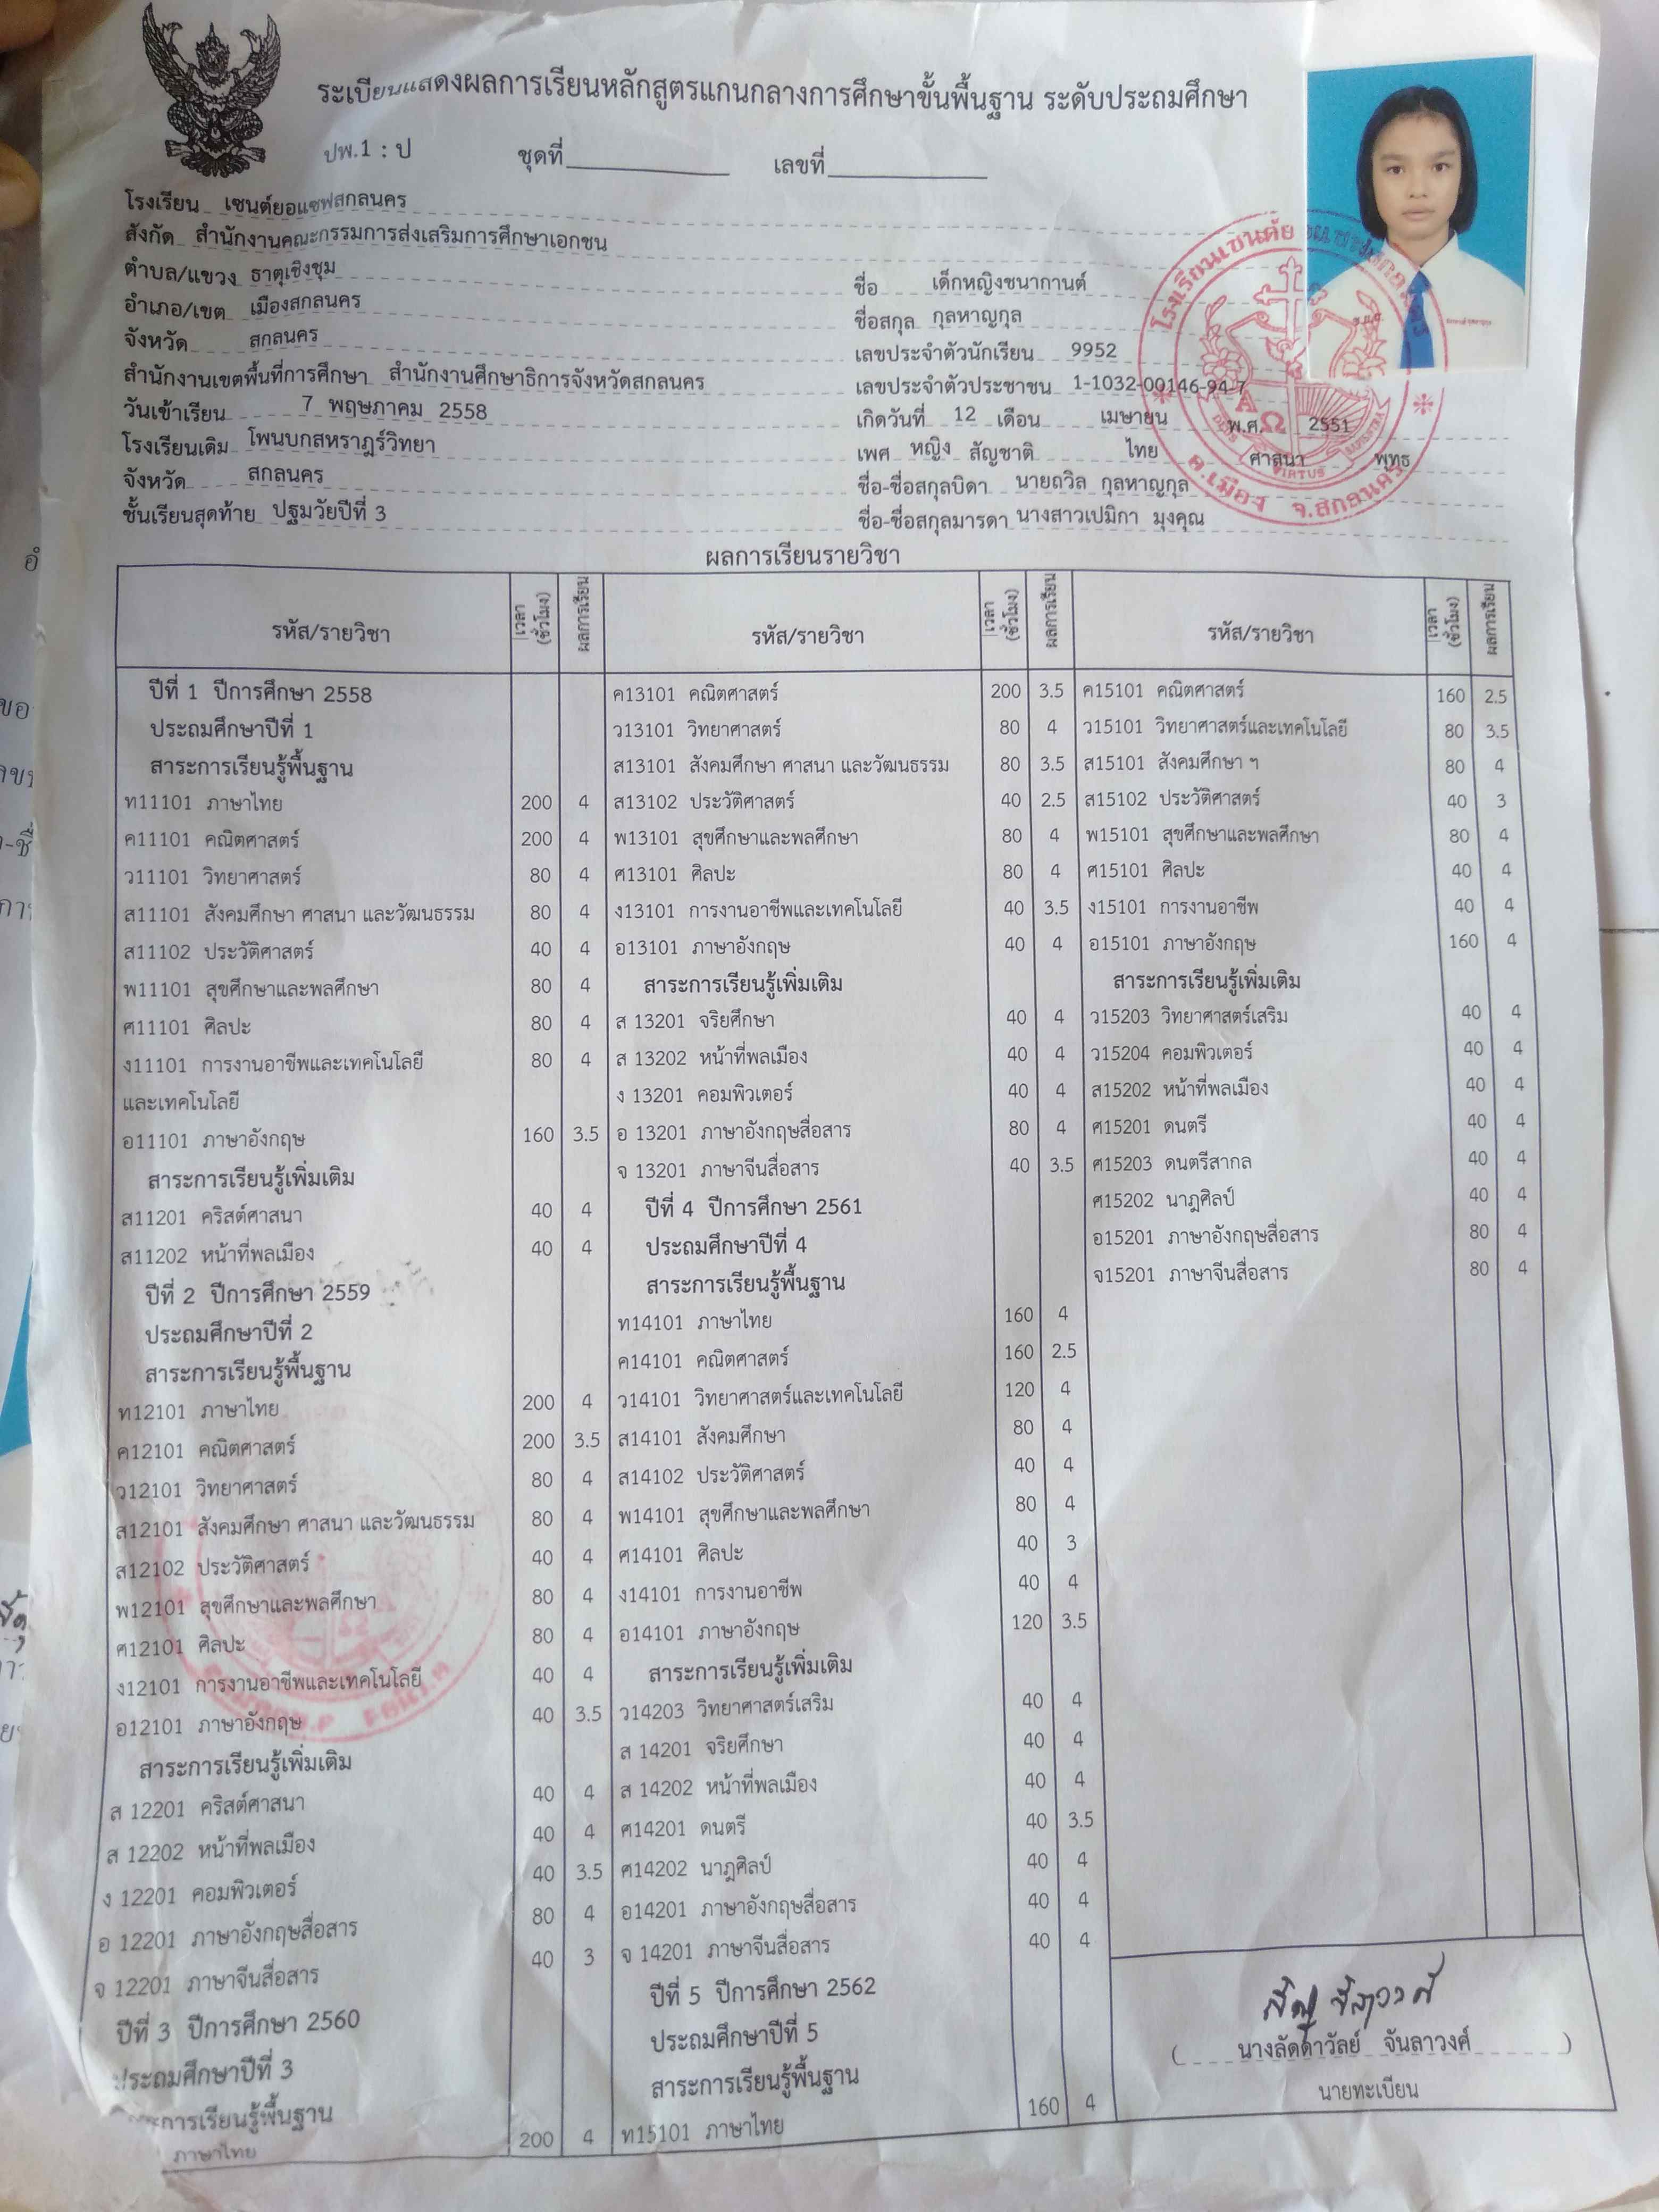 ระเบียนแสดงผลการเรียนหลักสูตรแกนกลางการศึกษาขั้นพื้นฐาน ระดับประถมศึกษา
ปพ.1 : ป ชุดที่ เลขที่
โรงเรียน เซนต์ยอแซฟสกลนคร
สังกัด สำนักงานคณะกรรมการส่งเสริมการศึกษาเอกชน
ตำบล/แขวง ธาตุเชิงชุม
อำเภอ/เขต เมืองสกลนคร
จังหวัด สกลนคร
สำนักงานเขตพื้นที่การศึกษา สำนักงานศึกษาธิการจังหวัดสกลนคร
วันเข้าเรียน 7 พฤษภาคม 2558
โรงเรียนเดิม โพนบกสหราฎร์วิทยา
จังหวัด สกลนคร
ชั้นเรียนสุดท้าย ปฐมวัยปีที่ 3
ชื่อ เด็กหญิงชนากานต์
ชื่อสกุล กุลหาญกุล
เลขประจำตัวนักเรียน 9952
เลขประจำตัวประชาชน 1-1032-00146-94-7
เกิดวันที่ 12 เดือน เมษายน พ.ศ. 2551
เพศ หญิง สัญชาติ ไทย ศาสนา พุทธ
ชื่อ-ชื่อสกุลบิดา นายถวิล กุลหาญกุล
ชื่อ-ชื่อสกุลมารดา นางสาวเปมิกา มุงคุณ
VIRTUS
อ.เมือง จ.สกลนคร
ผลการเรียนรายวิชา
รหัส/รายวิชา เวลา (ชั่วโมง) ผลการเรียน
ปีที่ 1 ปีการศึกษา 2558
ประถมศึกษาปีที่ 1
สาระการเรียนรู้พื้นฐาน
ท11101 ภาษาไทย 200 4
ค11101 คณิตศาสตร์ 200 4
ว11101 วิทยาศาสตร์ 80 4
ส11101 สังคมศึกษา ศาสนา และวัฒนธรรม 80 4
ส11102 ประวัติศาสตร์ 40 4
พ11101 สุขศึกษาและพลศึกษา 80 4
ศ11101 ศิลปะ 80 4
ง11101 การงานอาชีพและเทคโนโลยี 80 4
และเทคโนโลยี
อ11101 ภาษาอังกฤษ 160 3.5
สาระการเรียนรู้เพิ่มเติม
ส11201 คริสต์ศาสนา 40 4
ส11202 หน้าที่พลเมือง 40 4
ปีที่ 2 ปีการศึกษา 2559
ประถมศึกษาปีที่ 2
สาระการเรียนรู้พื้นฐาน
ท12101 ภาษาไทย 200 4
ค12101 คณิตศาสตร์ 200 3.5
ว12101 วิทยาศาสตร์ 80 4
ส12101 สังคมศึกษา ศาสนา และวัฒนธรรม 80 4
ส12102 ประวัติศาสตร์ 40 4
พ12101 สุขศึกษาและพลศึกษา 80 4
ศ12101 ศิลปะ 80 4
ง12101 การงานอาชีพและเทคโนโลยี 40 4
อ12101 ภาษาอังกฤษ 40 3.5
สาระการเรียนรู้เพิ่มเติม
ส 12201 คริสต์ศาสนา 40 4
ส 12202 หน้าที่พลเมือง 40 4
ง 12201 คอมพิวเตอร์ 40 3.5
อ 12201 ภาษาอังกฤษสื่อสาร 80 4
จ 12201 ภาษาจีนสื่อสาร 40 3
ปีที่ 3 ปีการศึกษา 2560
ประถมศึกษาปีที่ 3
การเรียนรู้พื้นฐาน
ภาษาไทย 200 4
รหัส/รายวิชา เวลา (ชั่วโมง) ผลการเรียน
ค13101 คณิตศาสตร์ 200 3.5
ว13101 วิทยาศาสตร์ 80 4
ส13101 สังคมศึกษา ศาสนา และวัฒนธรรม 80 3.5
ส13102 ประวัติศาสตร์ 40 2.5
พ13101 สุขศึกษาและพลศึกษา 80 4
ศ13101 ศิลปะ 80 4
ง13101 การงานอาชีพและเทคโนโลยี 40 3.5
อ13101 ภาษาอังกฤษ 40 4
สาระการเรียนรู้เพิ่มเติม
ส 13201 จริยศึกษา 40 4
ส 13202 หน้าที่พลเมือง 40 4
ง 13201 คอมพิวเตอร์ 40 4
อ 13201 ภาษาอังกฤษสื่อสาร 80 4
จ 13201 ภาษาจีนสื่อสาร 40 3.5
ปีที่ 4 ปีการศึกษา 2561
ประถมศึกษาปีที่ 4
สาระการเรียนรู้พื้นฐาน
ท14101 ภาษาไทย 160 4
ค14101 คณิตศาสตร์ 160 2.5
ว14101 วิทยาศาสตร์และเทคโนโลยี 120 4
ส14101 สังคมศึกษา 80 4
ส14102 ประวัติศาสตร์ 40 4
พ14101 สุขศึกษาและพลศึกษา 80 4
ศ14101 ศิลปะ 40 3
ง14101 การงานอาชีพ 40 4
อ14101 ภาษาอังกฤษ 120 3.5
สาระการเรียนรู้เพิ่มเติม
ว14203 วิทยาศาสตร์เสริม 40 4
ส 14201 จริยศึกษา 40 4
ส 14202 หน้าที่พลเมือง 40 4
ศ14201 ดนตรี 40 3.5
ศ14202 นาฎศิลป์ 40 4
อ14201 ภาษาอังกฤษสื่อสาร 40 4
จ 14201 ภาษาจีนสื่อสาร 40 4
ปีที่ 5 ปีการศึกษา 2562
ประถมศึกษาปีที่ 5
สาระการเรียนรู้พื้นฐาน
ท15101 ภาษาไทย 160 4
รหัส/รายวิชา เวลา (ชั่วโมง) ผลการเรียน
ค15101 คณิตศาสตร์ 160 2.5
ว15101 วิทยาศาสตร์และเทคโนโลยี 80 3.5
ส15101 สังคมศึกษา ฯ 80 4
ส15102 ประวัติศาสตร์ 40 3
พ15101 สุขศึกษาและพลศึกษา 80 4
ศ15101 ศิลปะ 40 4
ง15101 การงานอาชีพ 40 4
อ15101 ภาษาอังกฤษ 160 4
สาระการเรียนรู้เพิ่มเติม
ว15203 วิทยาศาสตร์เสริม 40 4
ว15204 คอมพิวเตอร์ 40 4
ส15202 หน้าที่พลเมือง 40 4
ศ15201 ดนตรี 40 4
ศ15203 ดนตรีสากล 40 4
ศ15202 นาฎศิลป์ 40 4
อ15201 ภาษาอังกฤษสื่อสาร 80 4
จ15201 ภาษาจีนสื่อสาร 80 4
( นางลัดดาวัลย์ จันลาวงค์ )
นายทะเบียน